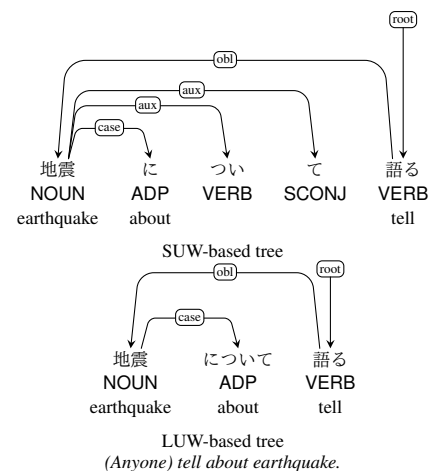 root
obl
aux
aux
case
地震 に つい て 語る
NOUN ADP VERB SCONJ VERB
earthquake about tell
SUW-based tree
obl root
case
地震 について 語る
NOUN ADP VERB
earthquake about tell
LUW-based tree
(Anyone) tell about earthquake.